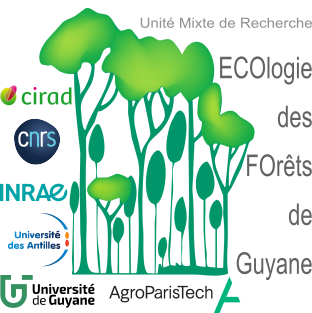 Unité Mixte de Recherche
ECOlogie
des
FOrêts
de
Guyane
cirad
cnrs
INRAE
Université
des Antilles
Université
de Guyane
AgroParisTech